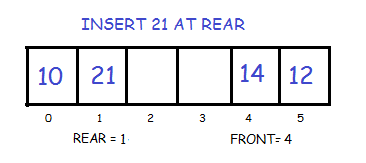 INSERT 21 AT REAR
10 21 14 12
0 1 2 3 4 5
REAR = 1 FRONT= 4